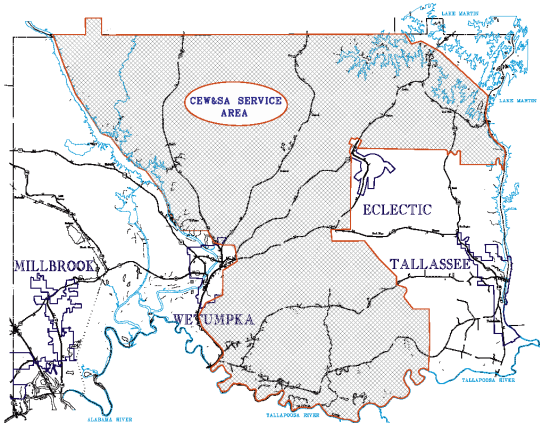 LAKE MARTIN
CEW&SA SERVICE
AREA
LAKE MARTIN
ECLECTIC
MILLBROOK
TALLASSEE
WETUMPKA
TALLAPOOSA RIVER
ALABAMA RIVER
TALLAPOOSA RIVER